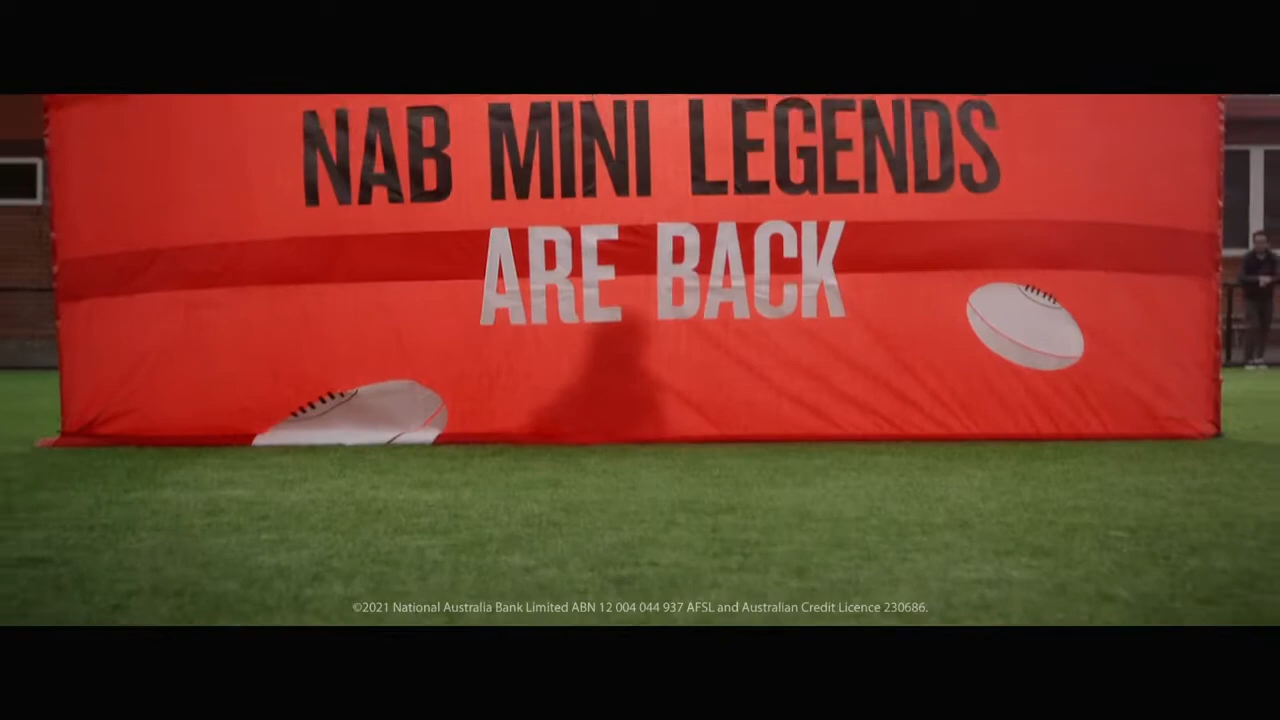 NAB MINI LEGENDS
ARE BACK
©2021 National Australia Bank Limited ABN 12 004 044 937 AFSL and Australian Credit Licence 230686.